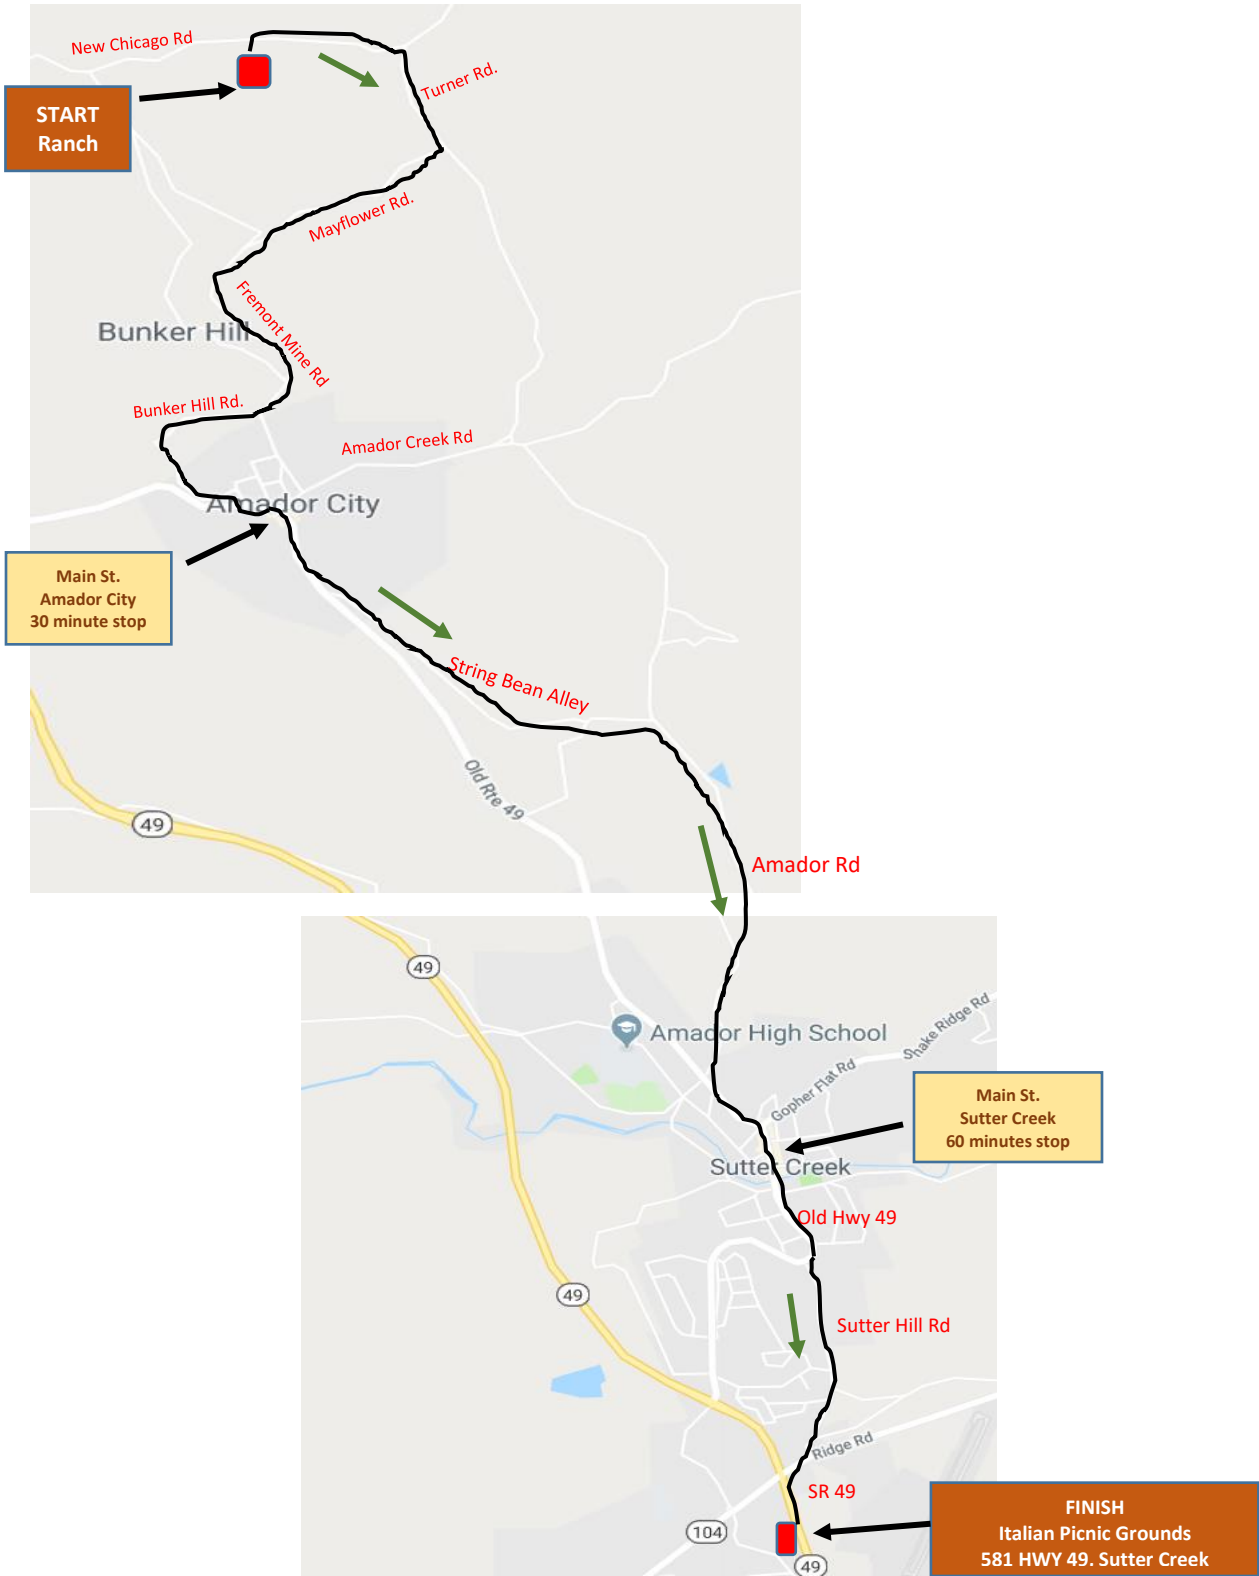 New Chicago Rd
START
Ranch
Turner Rd.
Mayflower Rd.
Fremont Mine Rd
Bunker Hill
Bunker Hill Rd.
Amador Creek Rd
Amador City
Main St.
Amador City
30 minute stop
String Bean Alley
Old Rte 49
49
Amador Rd
49
Amador High School
Shake Ridge Rd
Gopher Flat Rd
Main St.
Sutter Creek
60 minutes stop
Sutter Creek
Old Hwy 49
49
Sutter Hill Rd
Ridge Rd
SR 49
104
49
FINISH
Italian Picnic Grounds
581 HWY 49. Sutter Creek